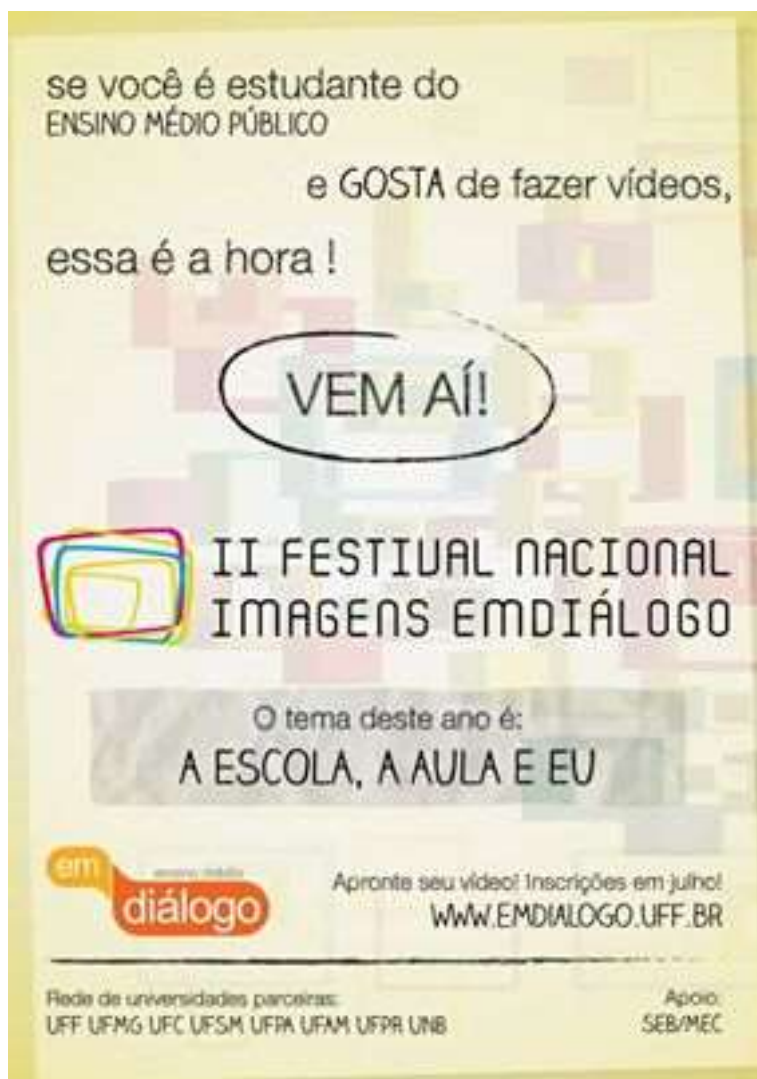 se você é estudante do
ENSINO MÉDIO PÚBLICO
e GOSTA de fazer vídeos,
essa é a hora !
VEM AÍ!
II FESTIVAL NACIONAL
IMAGENS EMDIÁLOGO
O tema deste ano é:
A ESCOLA, A AULA E EU
em
ensino médio
diálogo
Apronte seu vídeo! Inscrições em julho!
WWW.EMDIALOGO.UFF.BR
Rede de universidades parceiras:
UFF UFMG UFC UFSM UFPA UFAM UFPR UNB
Apoio:
SEB/MEC